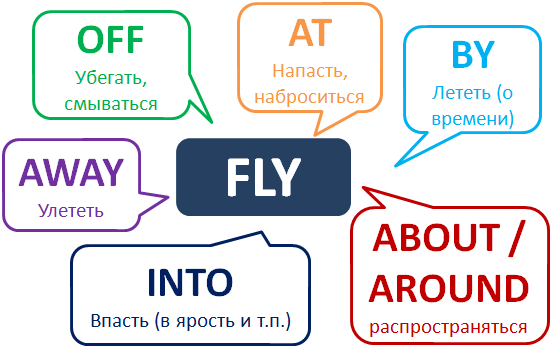 OFF
Убегать,
смываться
AT
Напасть,
наброситься
BY
Лететь (о
времени)
AWAY
Улететь
FLY
INTO
Впасть (в ярость и т.п.)
ABOUT /
AROUND
распространяться